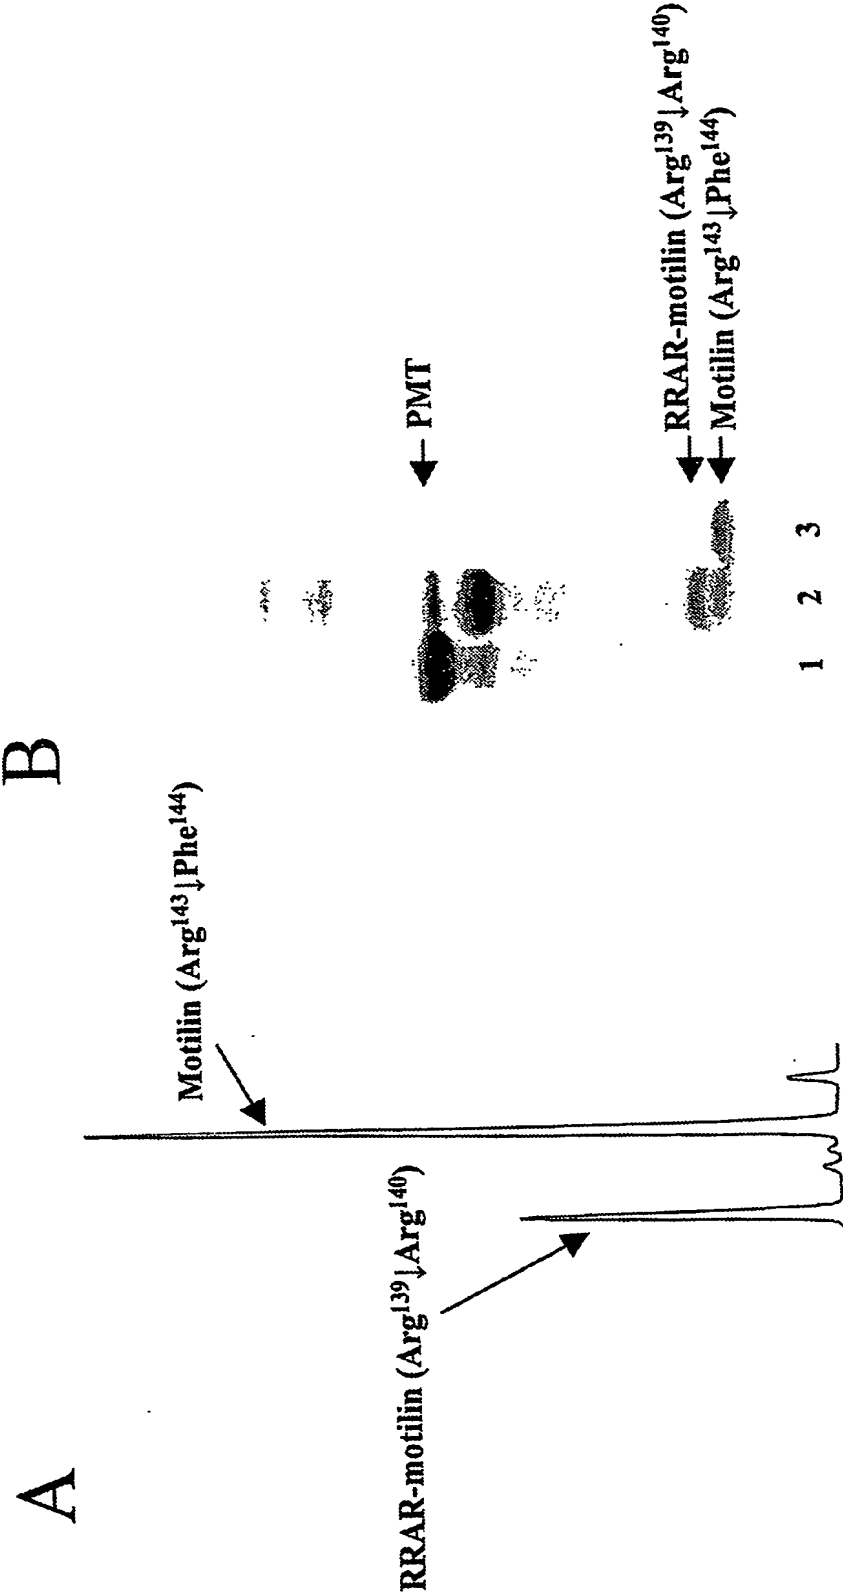 A
Motilin (Arg143↓Phe144)
RRAR-motilin (Arg139↓Arg140)
B
PMT
RRAR-motilin (Arg139↓Arg140)
Motilin (Arg143↓Phe144)
1 2 3